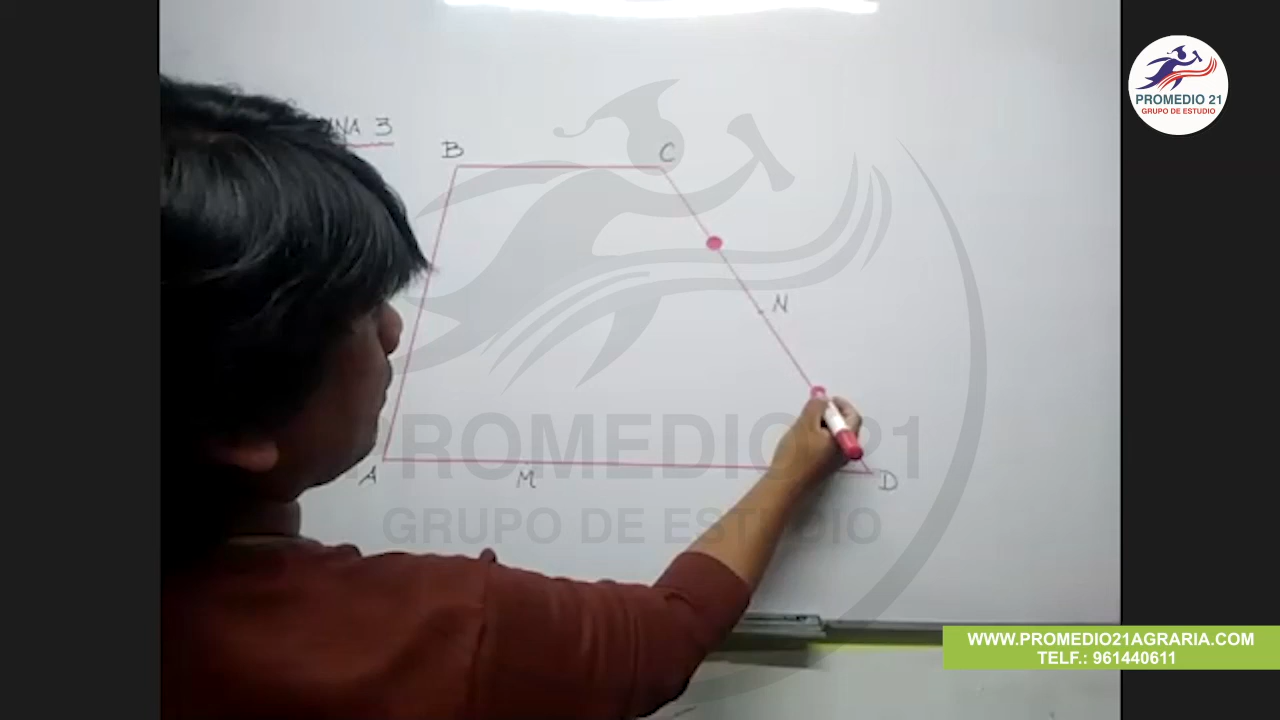 PROMEDIO 21
GRUPO DE ESTUDIO
3
B
C
N
A
M
D
PROMEDIO 21
GRUPO DE ESTUDIO
WWW.PROMEDIO21AGRARIA.COM
TELF.: 961440611